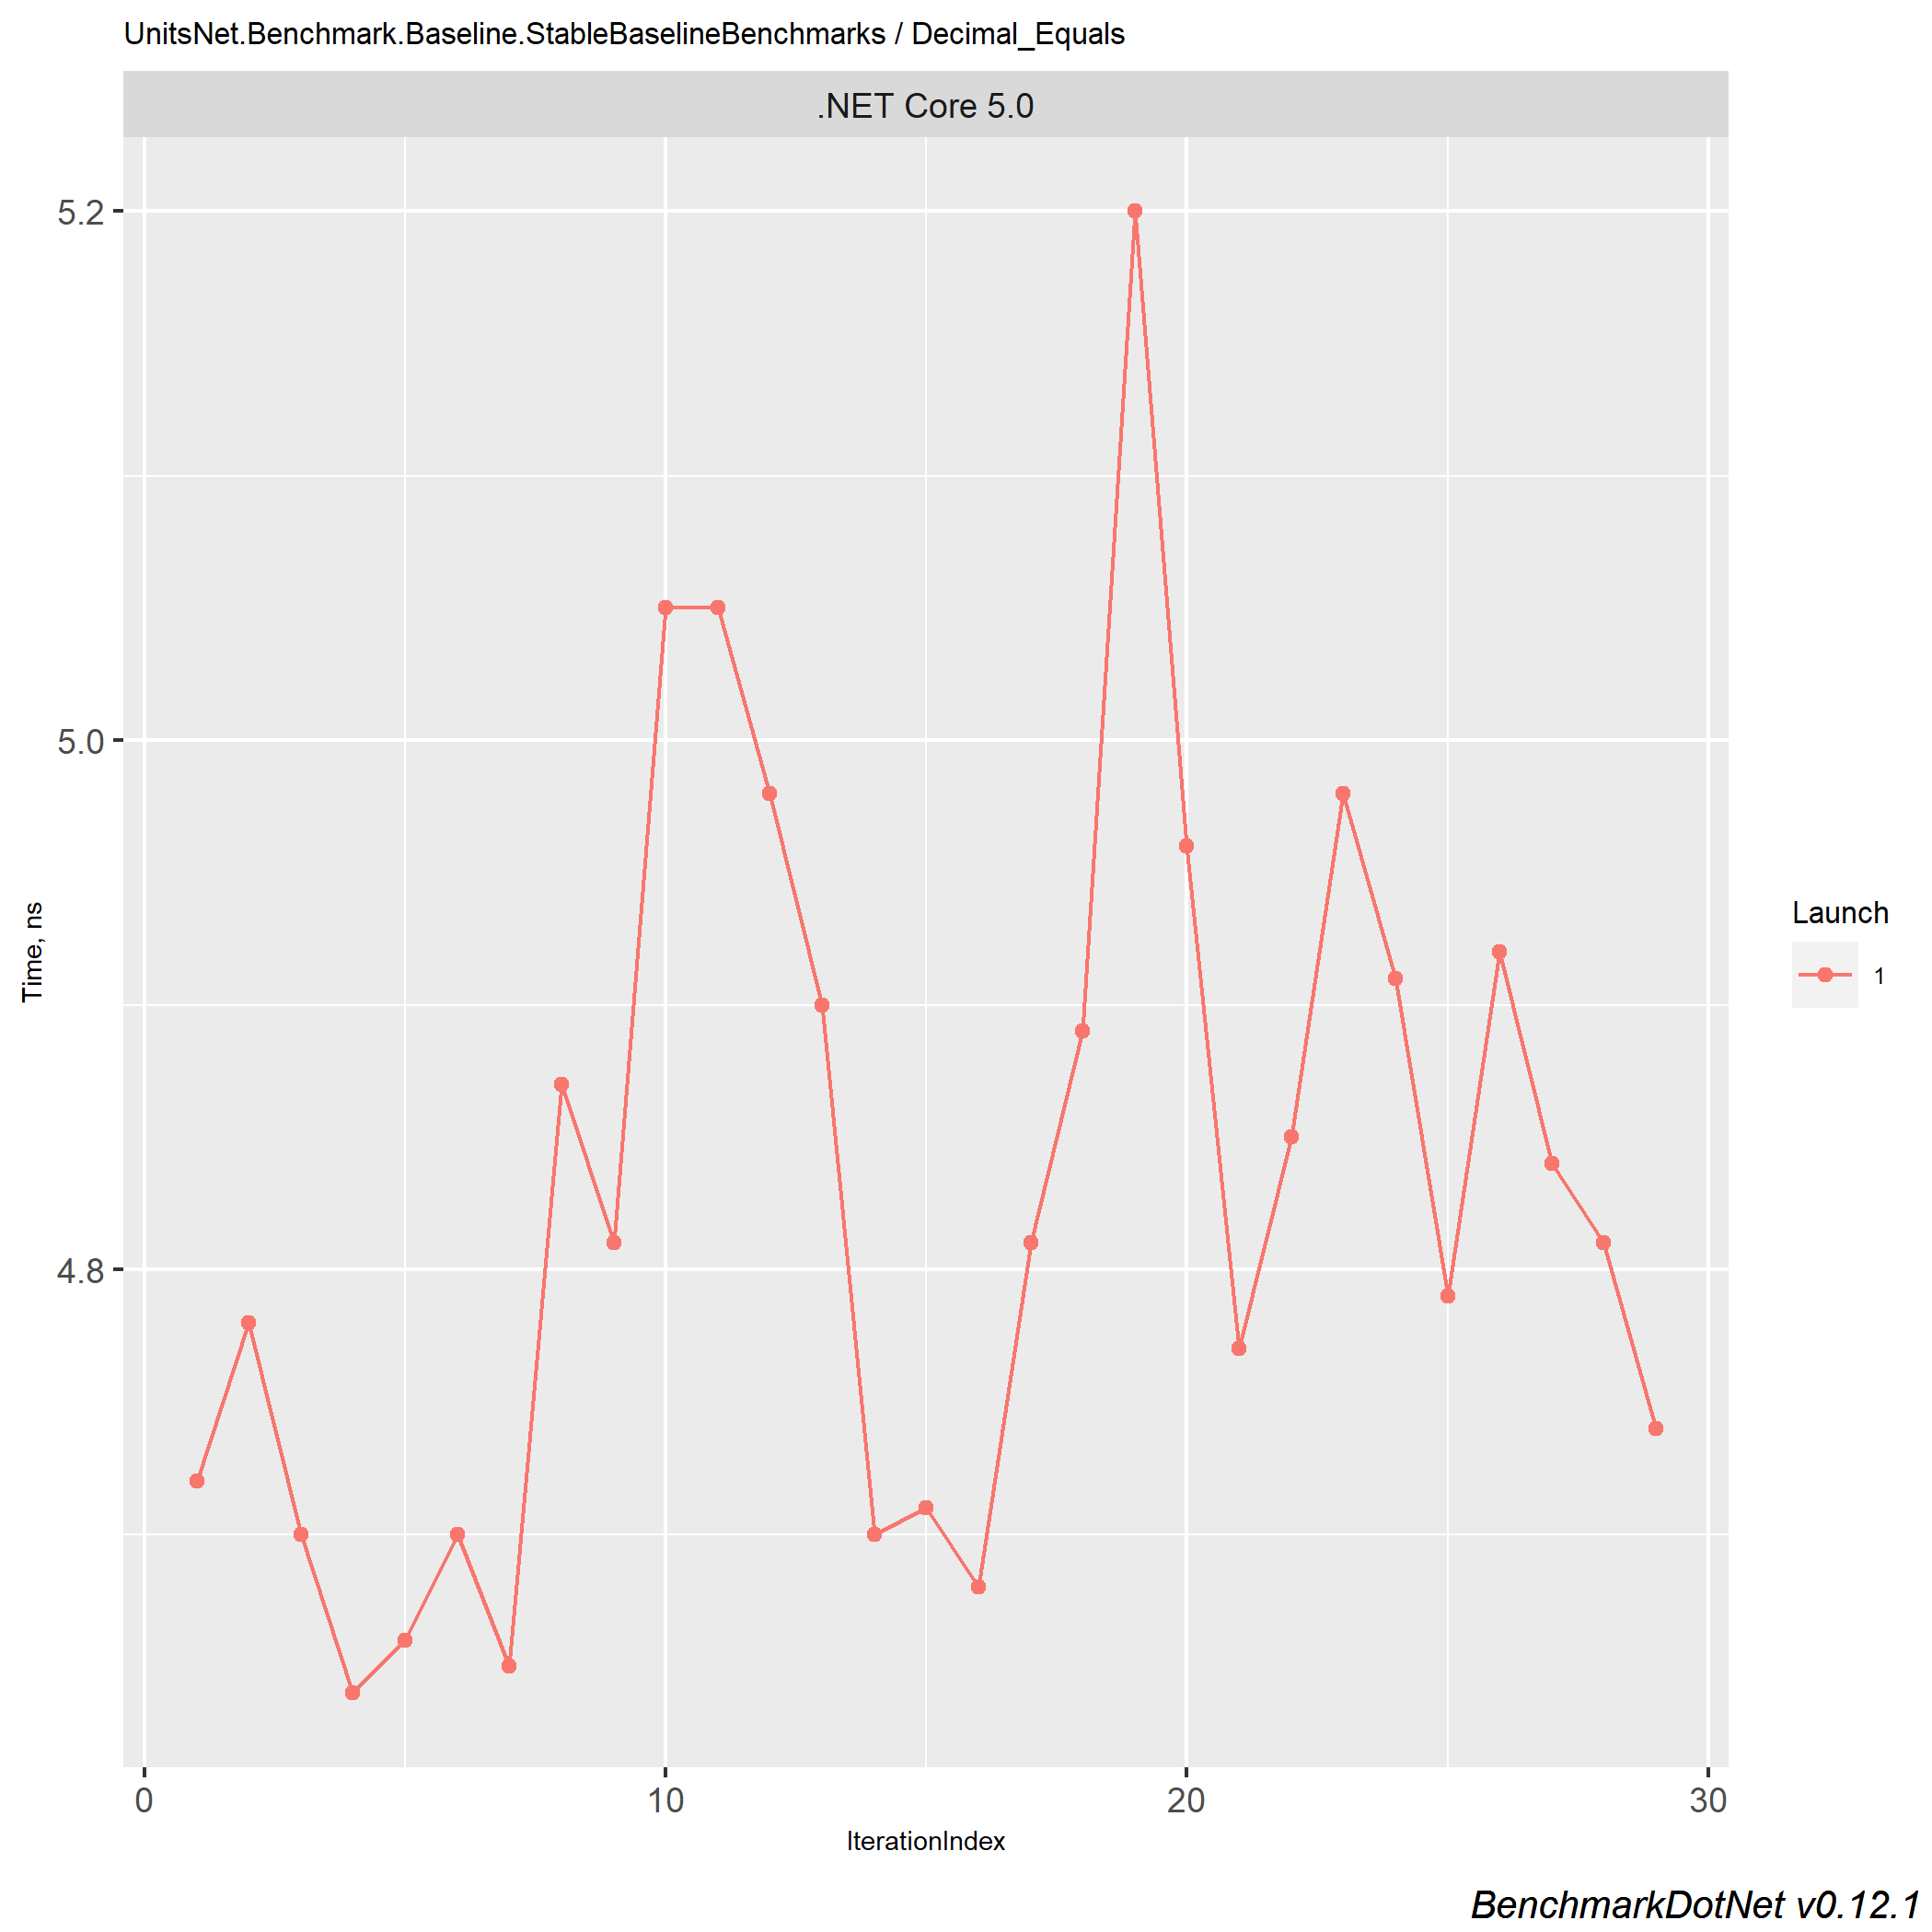 UnitsNet.Benchmark.Baseline.StableBaselineBenchmarks / Decimal_Equals
.NET Core 5.0
5.2
5.0
4.8
Time, ns
0 10 20 30
IterationIndex
Launch
1
BenchmarkDotNet v0.12.1